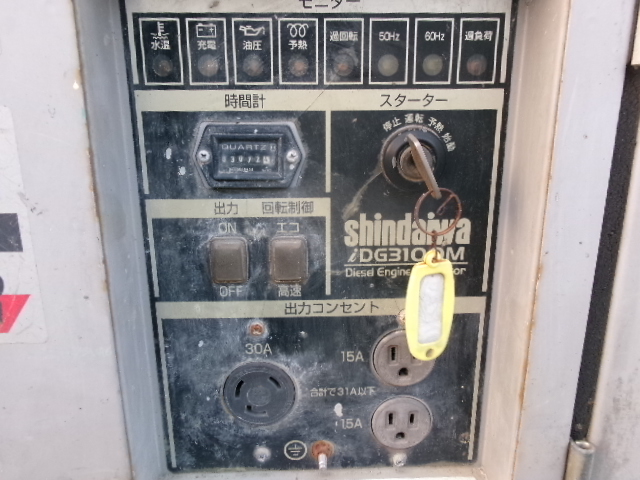 モニター
水温 充電 油圧 予熱 過回転 50Hz 60Hz 過負荷
時間計 スターター
停止 運転 予熱 始動
QUARTZ
出力 回転制御
ON エコ
OFF 高速
shindaiwa
iDG3100M
Diesel Engine
出力コンセント
30A
15A
合計で31A以下
15A